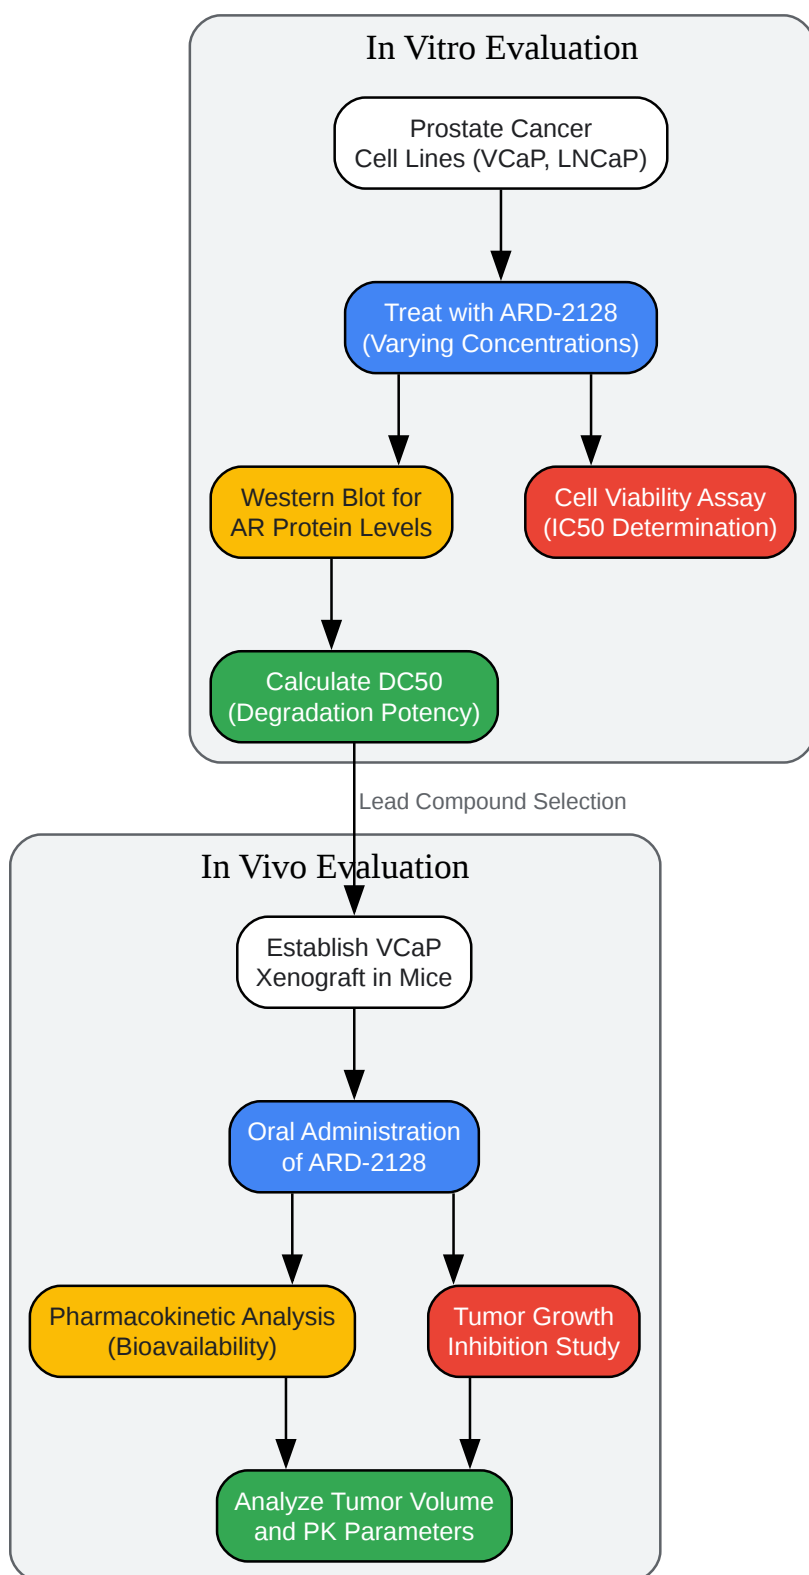 In Vitro Evaluation
Prostate Cancer
Cell Lines (VCaP, LNCaP)
Treat with ARD-2128
(Varying Concentrations)
Western Blot for
AR Protein Levels
Cell Viability Assay
(IC50 Determination)
Calculate DC50
(Degradation Potency)
Lead Compound Selection
In Vivo Evaluation
Establish VCaP
Xenograft in Mice
Oral Administration
of ARD-2128
Pharmacokinetic Analysis
(Bioavailability)
Tumor Growth
Inhibition Study
Analyze Tumor Volume
and PK Parameters